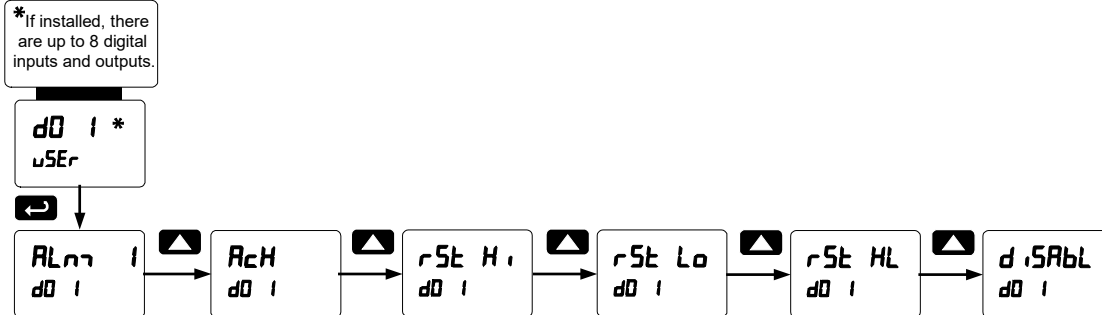 *If installed, there
are up to 8 digital
inputs and outputs.
dO 1 *
uSEr
ALm 1
dO 1
AcH
dO 1
rSt Hi
dO 1
rSt Lo
dO 1
rSt HL
dO 1
diSAbL
dO 1